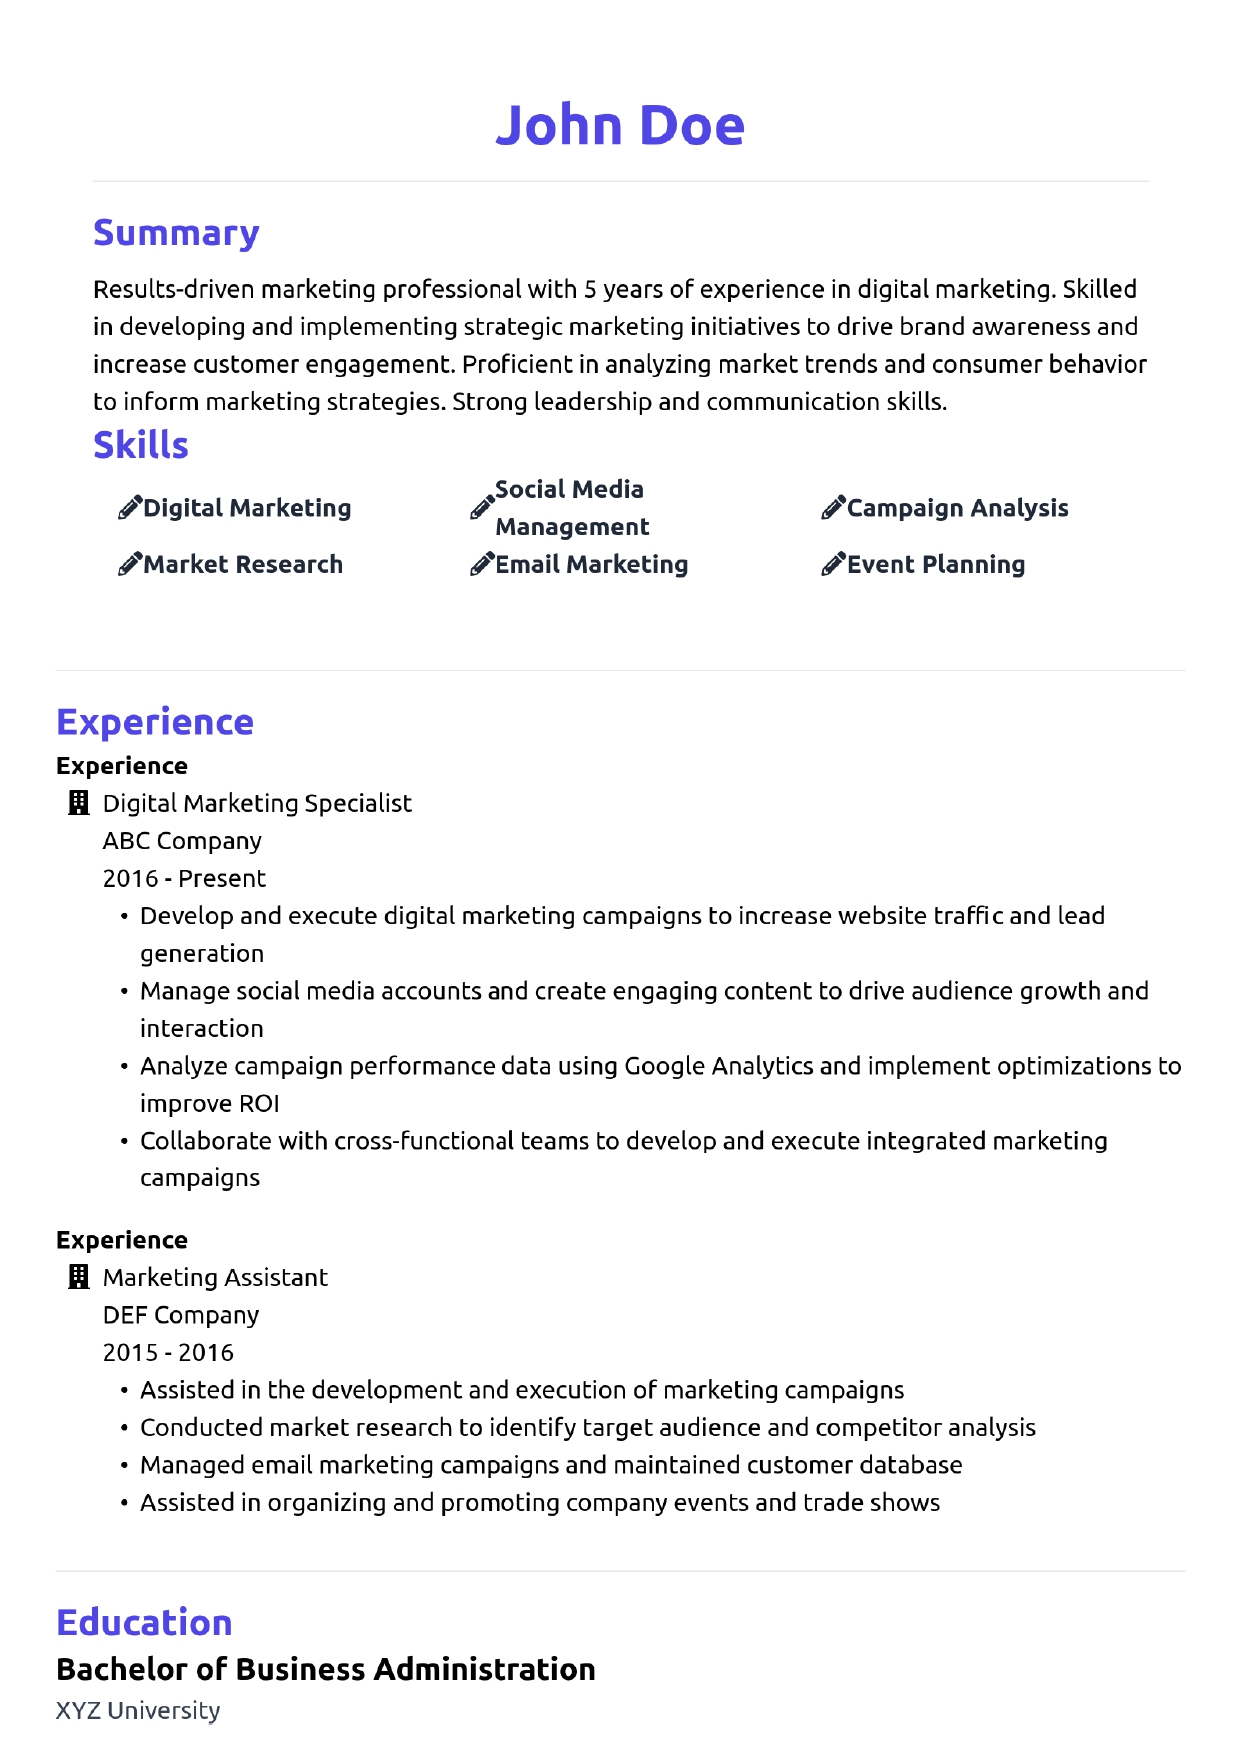 John Doe
Summary
Results-driven marketing professional with 5 years of experience in digital marketing. Skilled
in developing and implementing strategic marketing initiatives to drive brand awareness and
increase customer engagement. Proficient in analyzing market trends and consumer behavior
to inform marketing strategies. Strong leadership and communication skills.
Skills
Digital Marketing
Social Media
Management
Campaign Analysis
Market Research
Email Marketing
Event Planning
Experience
Experience
Digital Marketing Specialist
ABC Company
2016 - Present
• Develop and execute digital marketing campaigns to increase website traffic and lead
generation
• Manage social media accounts and create engaging content to drive audience growth and
interaction
• Analyze campaign performance data using Google Analytics and implement optimizations to
improve ROI
• Collaborate with cross-functional teams to develop and execute integrated marketing
campaigns
Experience
Marketing Assistant
DEF Company
2015 - 2016
• Assisted in the development and execution of marketing campaigns
• Conducted market research to identify target audience and competitor analysis
• Managed email marketing campaigns and maintained customer database
• Assisted in organizing and promoting company events and trade shows
Education
Bachelor of Business Administration
XYZ University